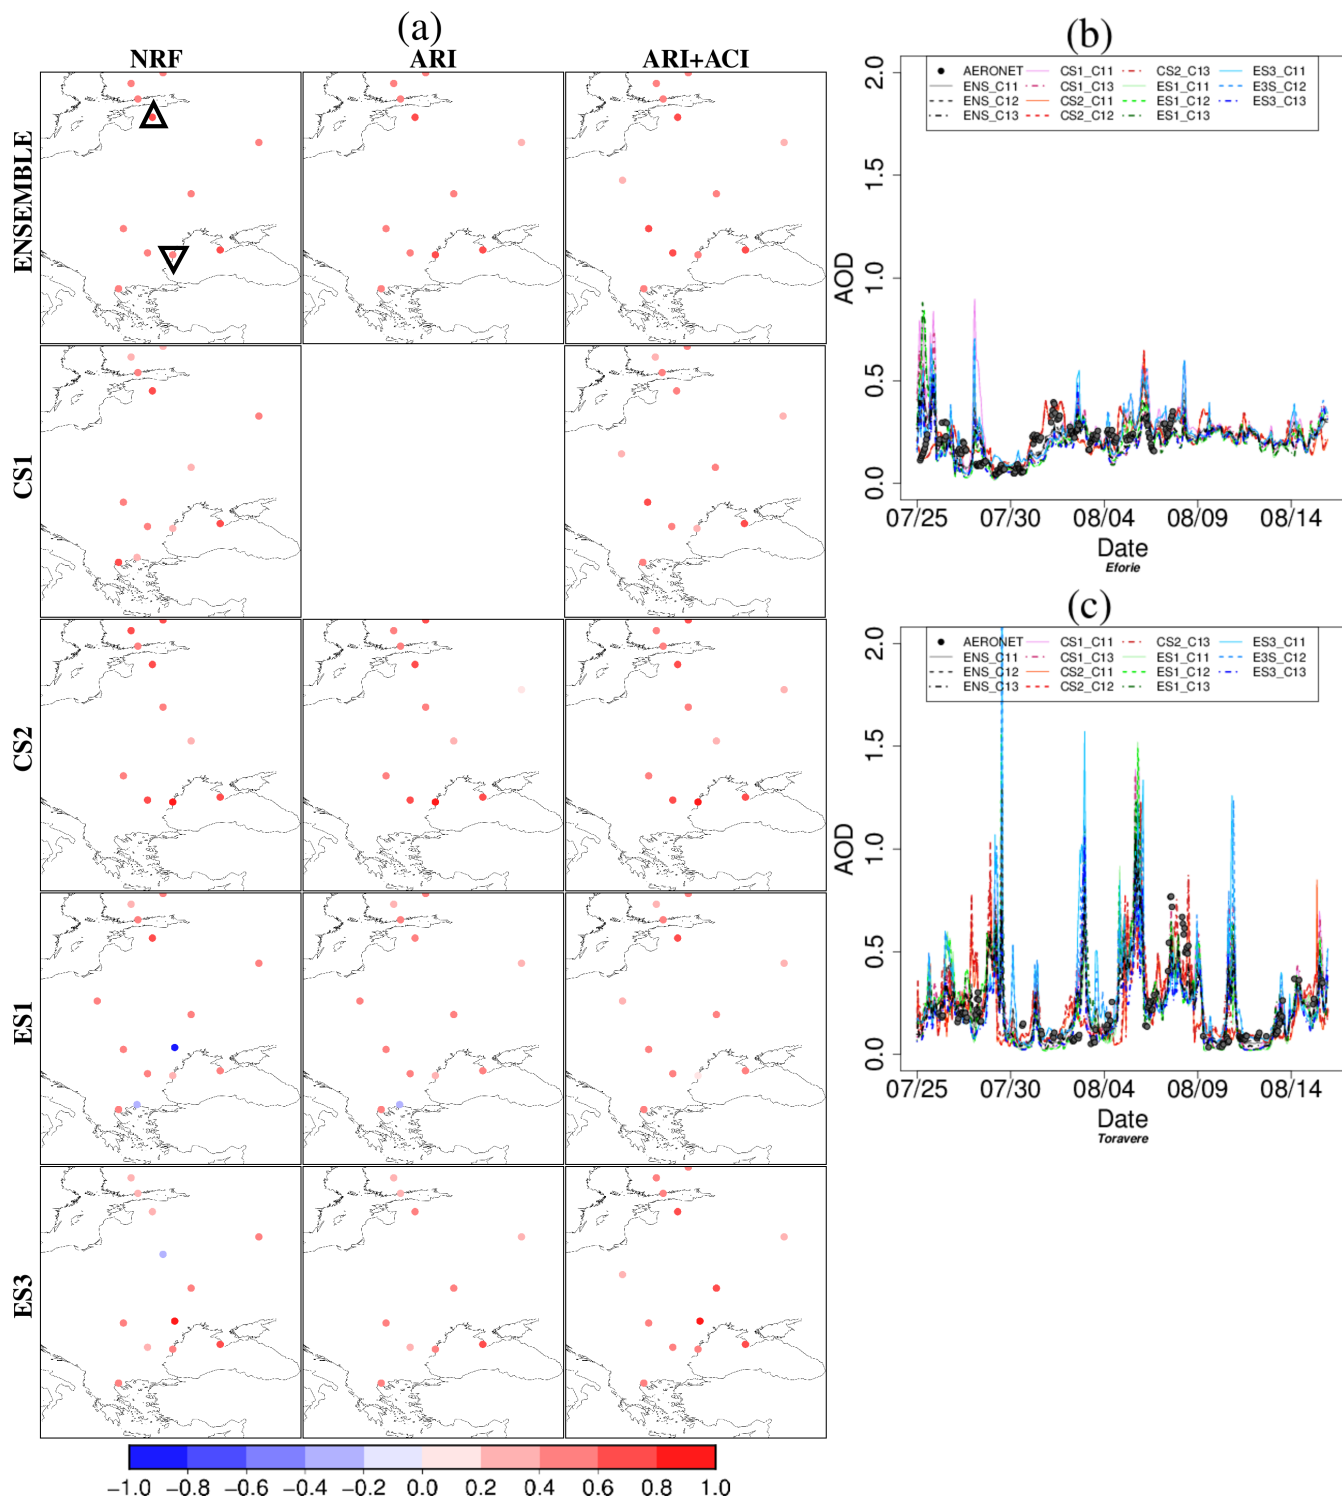 (a)
NRF ARI ARI+ACI
ENSEMBLE
CS1
CS2
ES1
ES3
−1.0 −0.8 −0.6 −0.4 −0.2 0.0 0.2 0.4 0.6 0.8 1.0
(b)
AERONET CS1_C11 CS2_C13 ES3_C11
ENS_C11 CS1_C13 ES1_C11 E3S_C12
ENS_C12 CS2_C11 ES1_C12 ES3_C13
ENS_C13 CS2_C12 ES1_C13
2.0
1.5
1.0
0.5
0.0
AOD
07/25 07/30 08/04 08/09 08/14
Date
Eforie
(c)
AERONET CS1_C11 CS2_C13 ES3_C11
ENS_C11 CS1_C13 ES1_C11 E3S_C12
ENS_C12 CS2_C11 ES1_C12 ES3_C13
ENS_C13 CS2_C12 ES1_C13
2.0
1.5
1.0
0.5
0.0
AOD
07/25 07/30 08/04 08/09 08/14
Date
Toravere